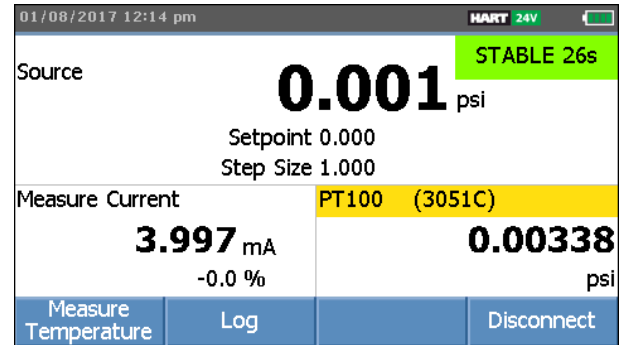 01/08/2017 12:14 pm HART 24V
STABLE 26s
Source
0.001 psi
Setpoint 0.000
Step Size 1.000
Measure Current
3.997 mA
-0.0 %
PT100 (3051C)
0.00338
psi
Measure
Temperature
Log
Disconnect